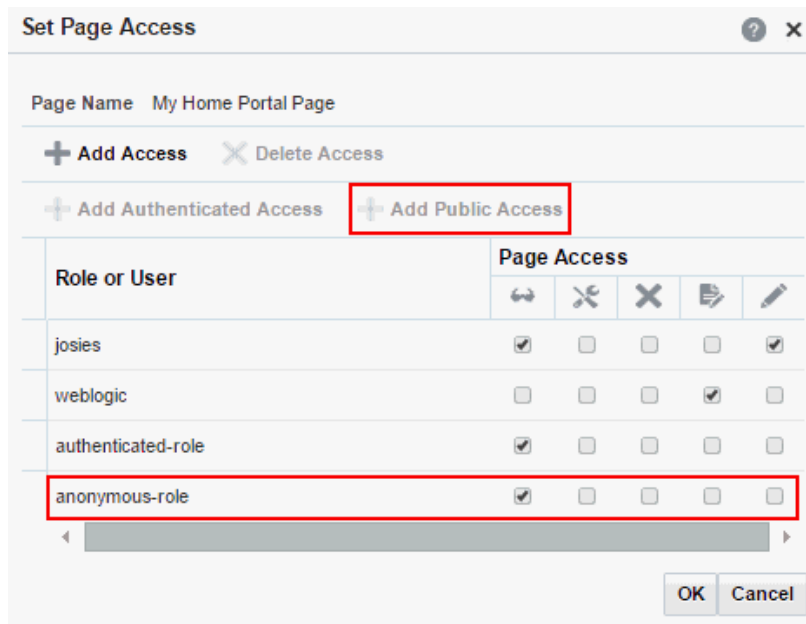 Set Page Access
Page Name My Home Portal Page
Add Access Delete Access
Add Authenticated Access Add Public Access
Role or User Page Access
josies
weblogic
authenticated-role
anonymous-role
OK Cancel